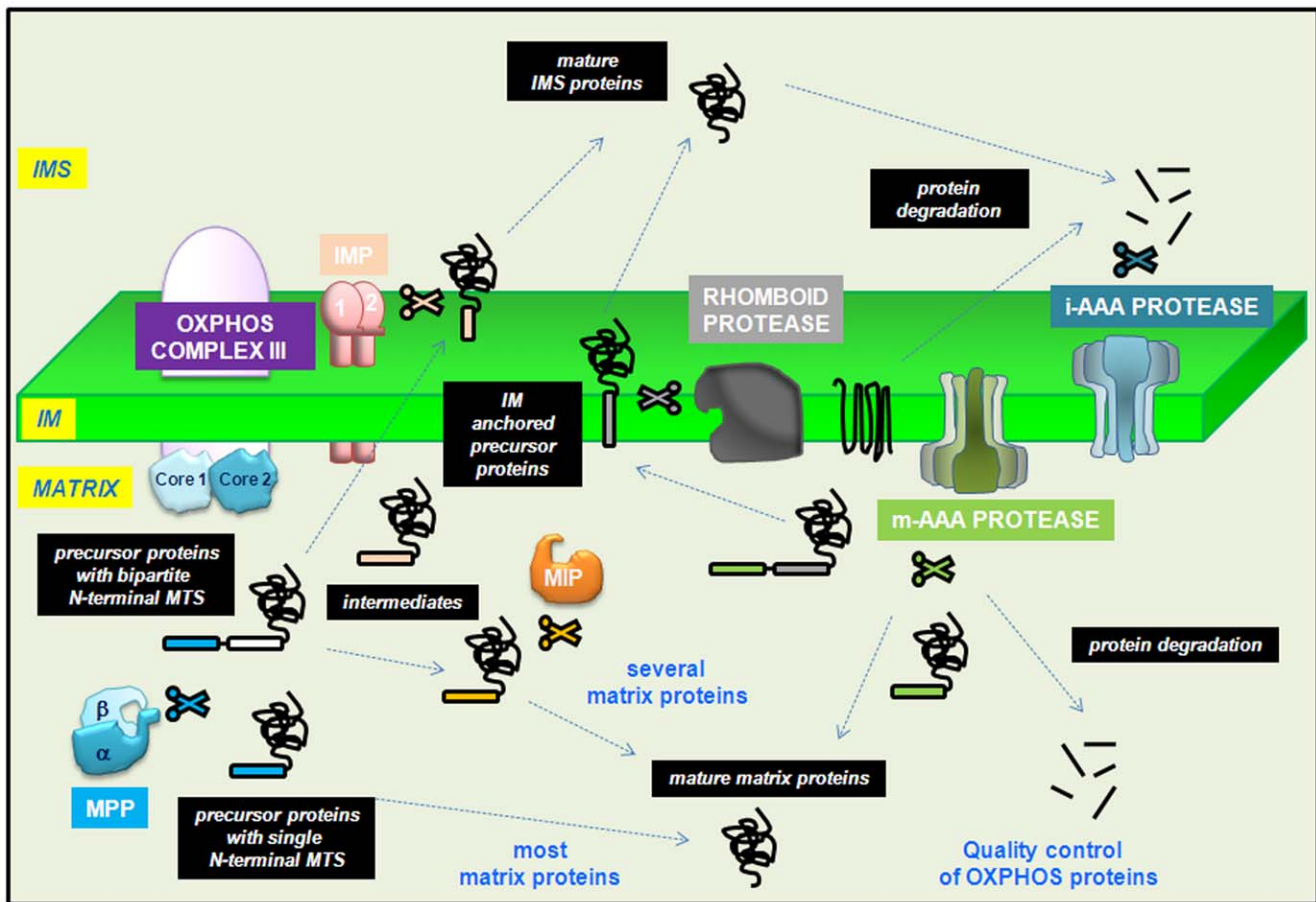 mature
IMS proteins
IMS
protein
degradation
IMP
1 2
RHOMBOID
PROTEASE
i-AAA PROTEASE
OXPHOS
COMPLEX III
IM
anchored
precursor
proteins
IM
MATRIX
Core 1 Core 2
m-AAA PROTEASE
precursor proteins
with bipartite
N-terminal MTS
MIP
intermediates
protein degradation
several
matrix proteins
β
α
mature matrix proteins
MPP
precursor proteins
with single
N-terminal MTS
most
matrix proteins
Quality control
of OXPHOS proteins